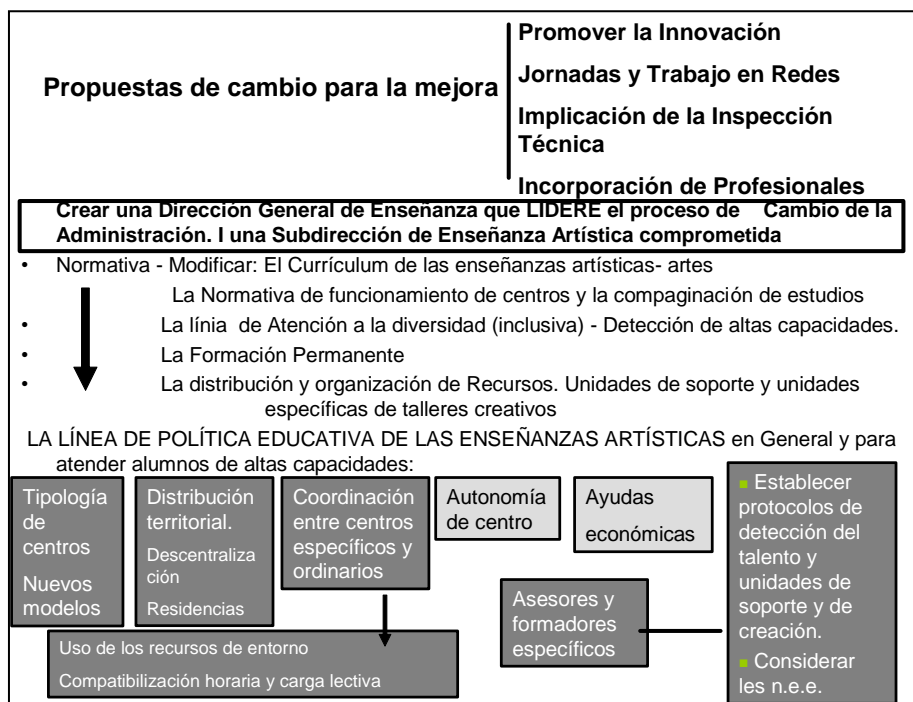 Propuestas de cambio para la mejora
Promover la Innovación
Jornadas y Trabajo en Redes
Implicación de la Inspección
Técnica
Incorporación de Profesionales
Crear una Dirección General de Enseñanza que LIDERE el proceso de Cambio de la
Administración. I una Subdirección de Enseñanza Artística comprometida
• Normativa - Modificar: El Currículum de las enseñanzas artísticas- artes
La Normativa de funcionamiento de centros y la compaginación de estudios
• La línia de Atención a la diversidad (inclusiva) - Detección de altas capacidades.
• La Formación Permanente
• La distribución y organización de Recursos. Unidades de soporte y unidades
específicas de talleres creativos
LA LÍNEA DE POLÍTICA EDUCATIVA DE LAS ENSEÑANZAS ARTÍSTICAS en General y para
atender alumnos de altas capacidades:
Tipología
de
centros
Nuevos
modelos
Distribución
territorial.
Descentraliza
ción
Residencias
Coordinación
entre centros
específicos y
ordinarios
Autonomía
de centro
Ayudas
económicas
Establecer
protocolos de
detección del
talento y
unidades de
soporte y de
creación.
Considerar
les n.e.e.
Asesores y
formadores
específicos
Uso de los recursos de entorno
Compatibilización horaria y carga lectiva